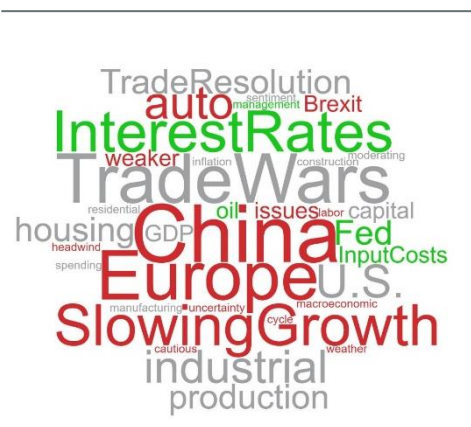 TradeResolution
sentiment
auto management Brexit
InterestRates
weaker inflation construction moderating
TradeWars
residential oil issues labor capital
housing GDP China Fed
headwind InputCosts
spending Europe U.S.
manufacturing uncertainty macroeconomic
SlowingGrowth
cycle
cautious weather
industrial
production